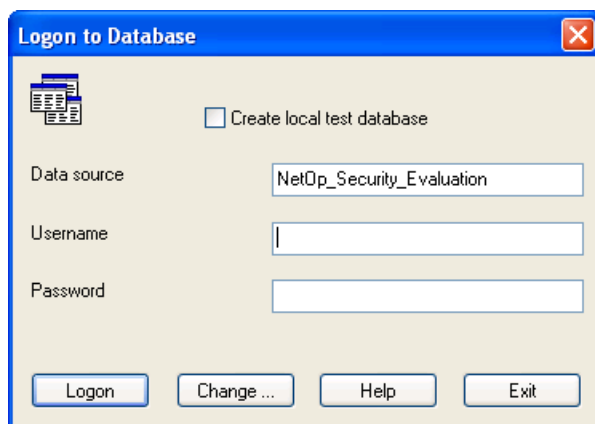 Logon to Database
Create local test database
Data source
NetOp_Security_Evaluation
Username
Password
Logon
Change ...
Help
Exit